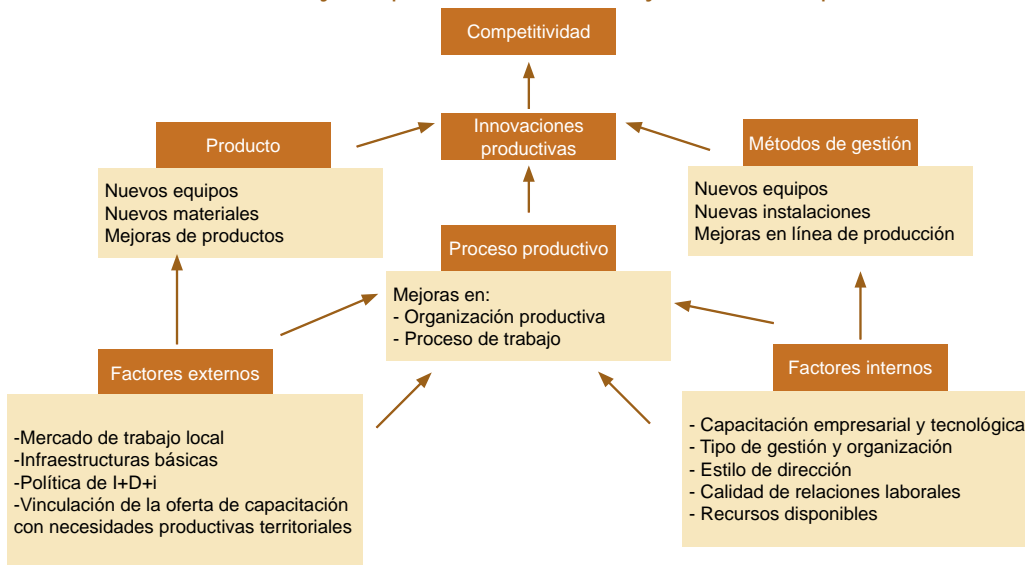 Competitividad
Innovaciones
productivas
Producto
Nuevos equipos
Nuevos materiales
Mejoras de productos
Métodos de gestión
Nuevos equipos
Nuevas instalaciones
Mejoras en línea de producción
Proceso productivo
Mejoras en:
- Organización productiva
- Proceso de trabajo
Factores externos
-Mercado de trabajo local
-Infraestructuras básicas
-Política de I+D+i
-Vinculación de la oferta de capacitación
con necesidades productivas territoriales
Factores internos
- Capacitación empresarial y tecnológica
- Tipo de gestión y organización
- Estilo de dirección
- Calidad de relaciones laborales
- Recursos disponibles